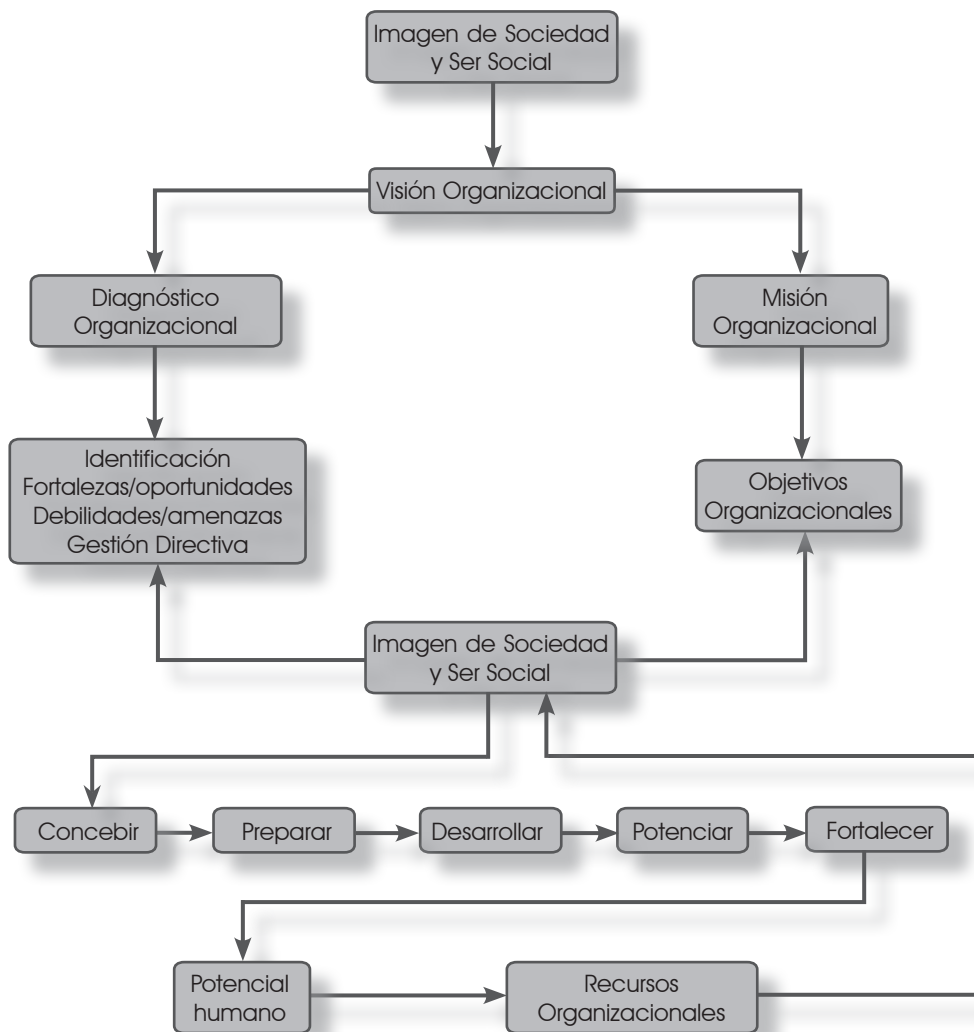 Imagen de Sociedad
y Ser Social
Visión Organizacional
Diagnóstico
Organizacional
Misión
Organizacional
Identificación
Fortalezas/oportunidades
Debilidades/amenazas
Gestión Directiva
Objetivos
Organizacionales
Imagen de Sociedad
y Ser Social
Concebir
Preparar
Desarrollar
Potenciar
Fortalecer
Potencial
humano
Recursos
Organizacionales